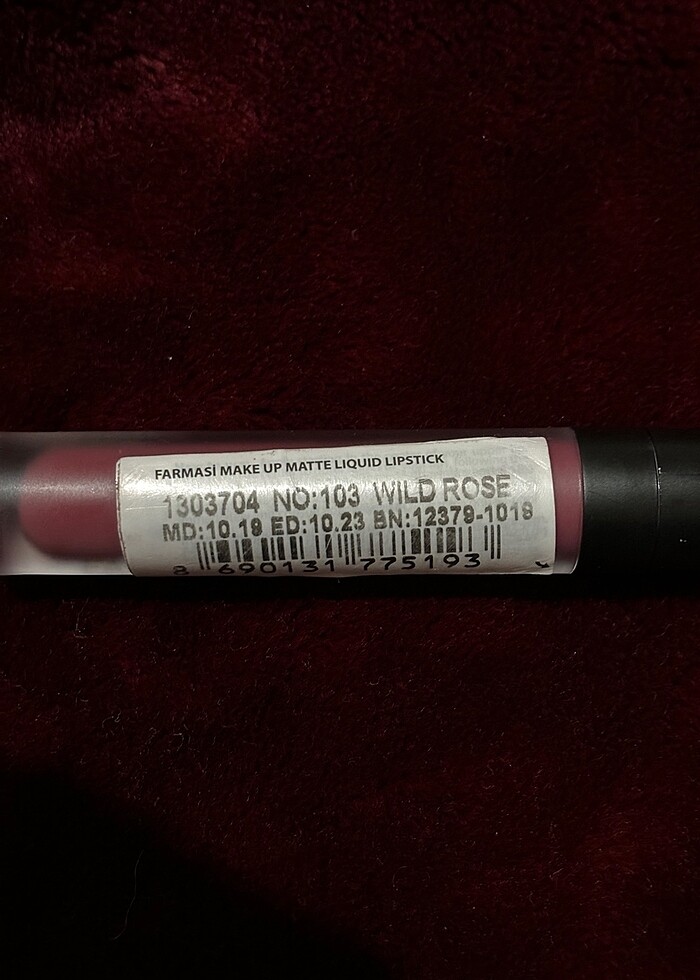 FARMASİ MAKE UP MATTE LIQUID LIPSTICK
1303704 NO:103 WILD ROSE
MD:10.19 ED:10.23 BN:12379-1019
8 690131 775193